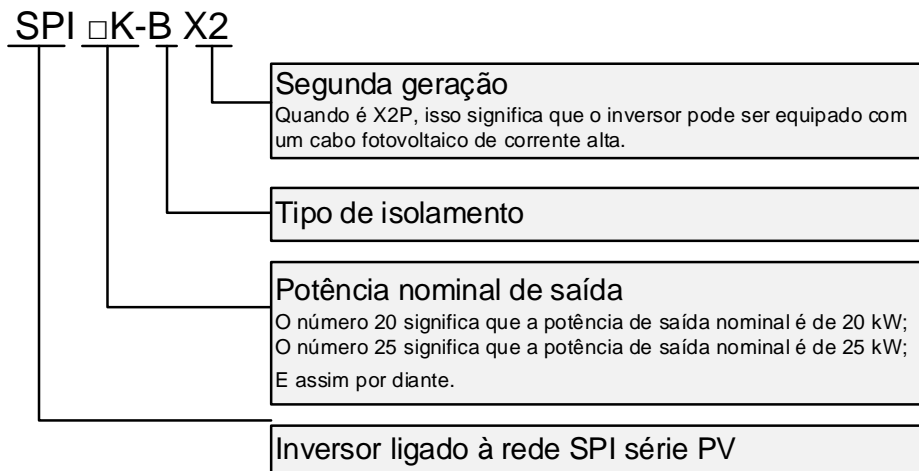 SPI □K-B X2
Segunda geração
Quando é X2P, isso significa que o inversor pode ser equipado com
um cabo fotovoltaico de corrente alta.
Tipo de isolamento
Potência nominal de saída
O número 20 significa que a potência de saída nominal é de 20 kW;
O número 25 significa que a potência de saída nominal é de 25 kW;
E assim por diante.
Inversor ligado à rede SPI série PV